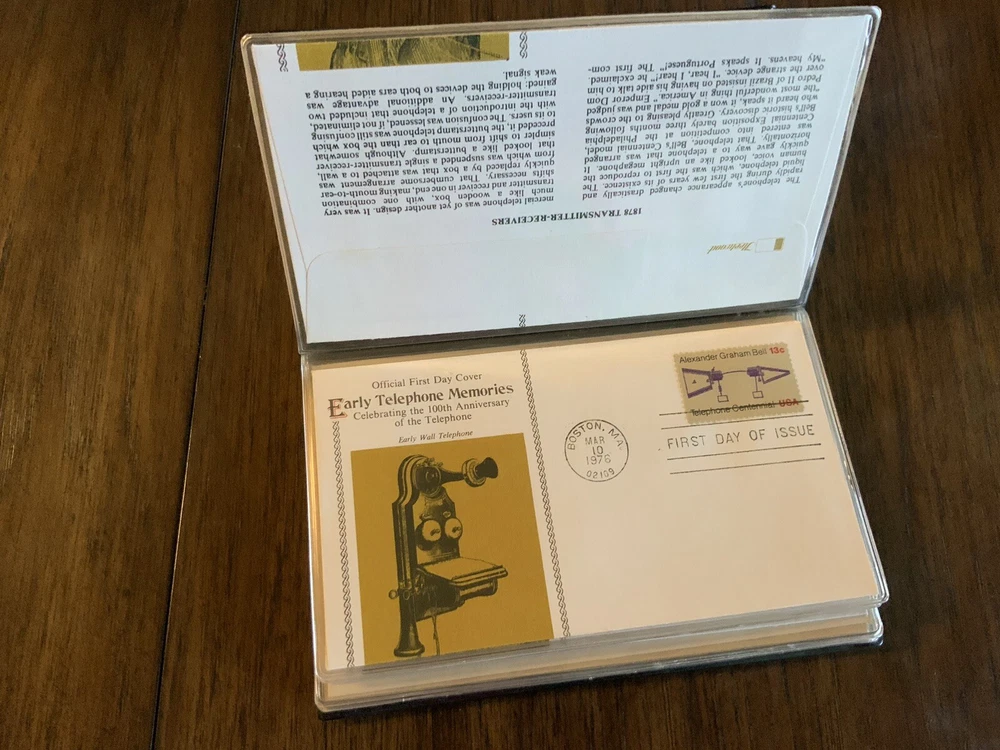 Fleetwood
1878 TRANSMITTER-RECEIVERS
The telephone's appearance changed drastically and
rapidly during the first few years of its existence. The
liquid telephone, which was the first to reproduce the
human voice, looked like an upright megaphone. It
quickly gave way to a telephone that was arranged
horizontally. That telephone, Bell's Centennial model,
was entered into competition at the Philadelphia
Centennial Exposition barely three months following
Bell's historic discovery. Greatly pleasing to the crowds
who heard it speak, it won a gold medal and was judged
"the most wonderful thing in America." Emperor Dom
Pedro II of Brazil insisted on having his aide talk to him
over the strange device. "I hear, I hear!" he exclaimed.
"My heavens. It speaks Portuguese!" The first com-
mercial telephone was of yet another design. It was very
much like a wooden box, with one combination
transmitter and receiver in one end, making mouth-to-ear
shifts necessary. That cumbersome arrangement was
quickly replaced by a box that was attached to a wall,
from which was suspended a single transmitter-receiver
that looked like a butterstamp. Although somewhat
simpler to shift from mouth to ear than the box which
preceded it, the butterstamp telephone was still confusing
to its users. The confusion was lessened, if not eliminated,
with the introduction of a telephone that included two
transmitter-receivers. An additional advantage was
gained: holding the devices to both ears aided hearing a
weak signal.
Official First Day Cover
Early Telephone Memories
Celebrating the 100th Anniversary
of the Telephone
Early Wall Telephone
Alexander Graham Bell 13c
Telephone Centennial USA
BOSTON, MA
MAR
10
1976
02109
FIRST DAY OF ISSUE